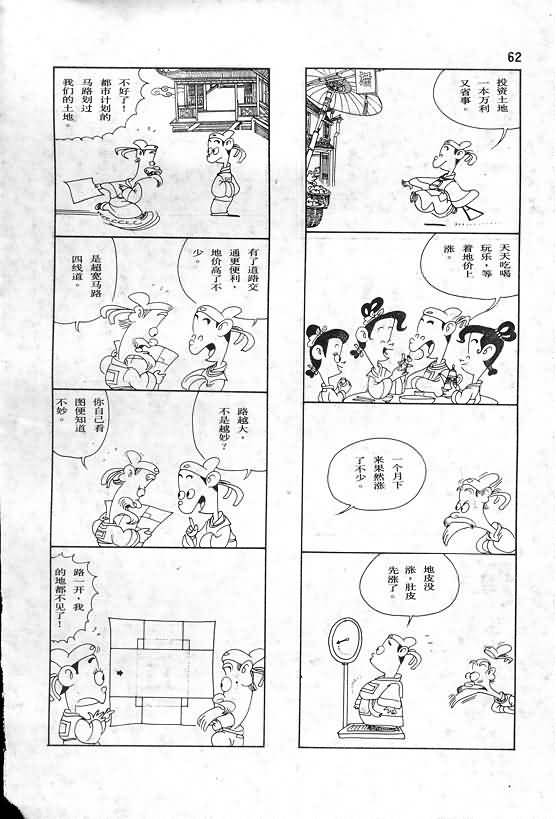 62
投资土地
一本万利
又省事。
天天吃喝
玩乐，等
着地价上
涨。
一个月下
来果然涨
了不少。
地皮没
涨，肚皮
先涨了。
不好了！
都市计划的
马路划过
我们的土地。
有了道路交
通更便利，
地价高了不
少。
是超宽马路
四线道。
路越大，
不是越妙？
你自己看
图便知道
不妙。
路一开，我
的地都不见了！